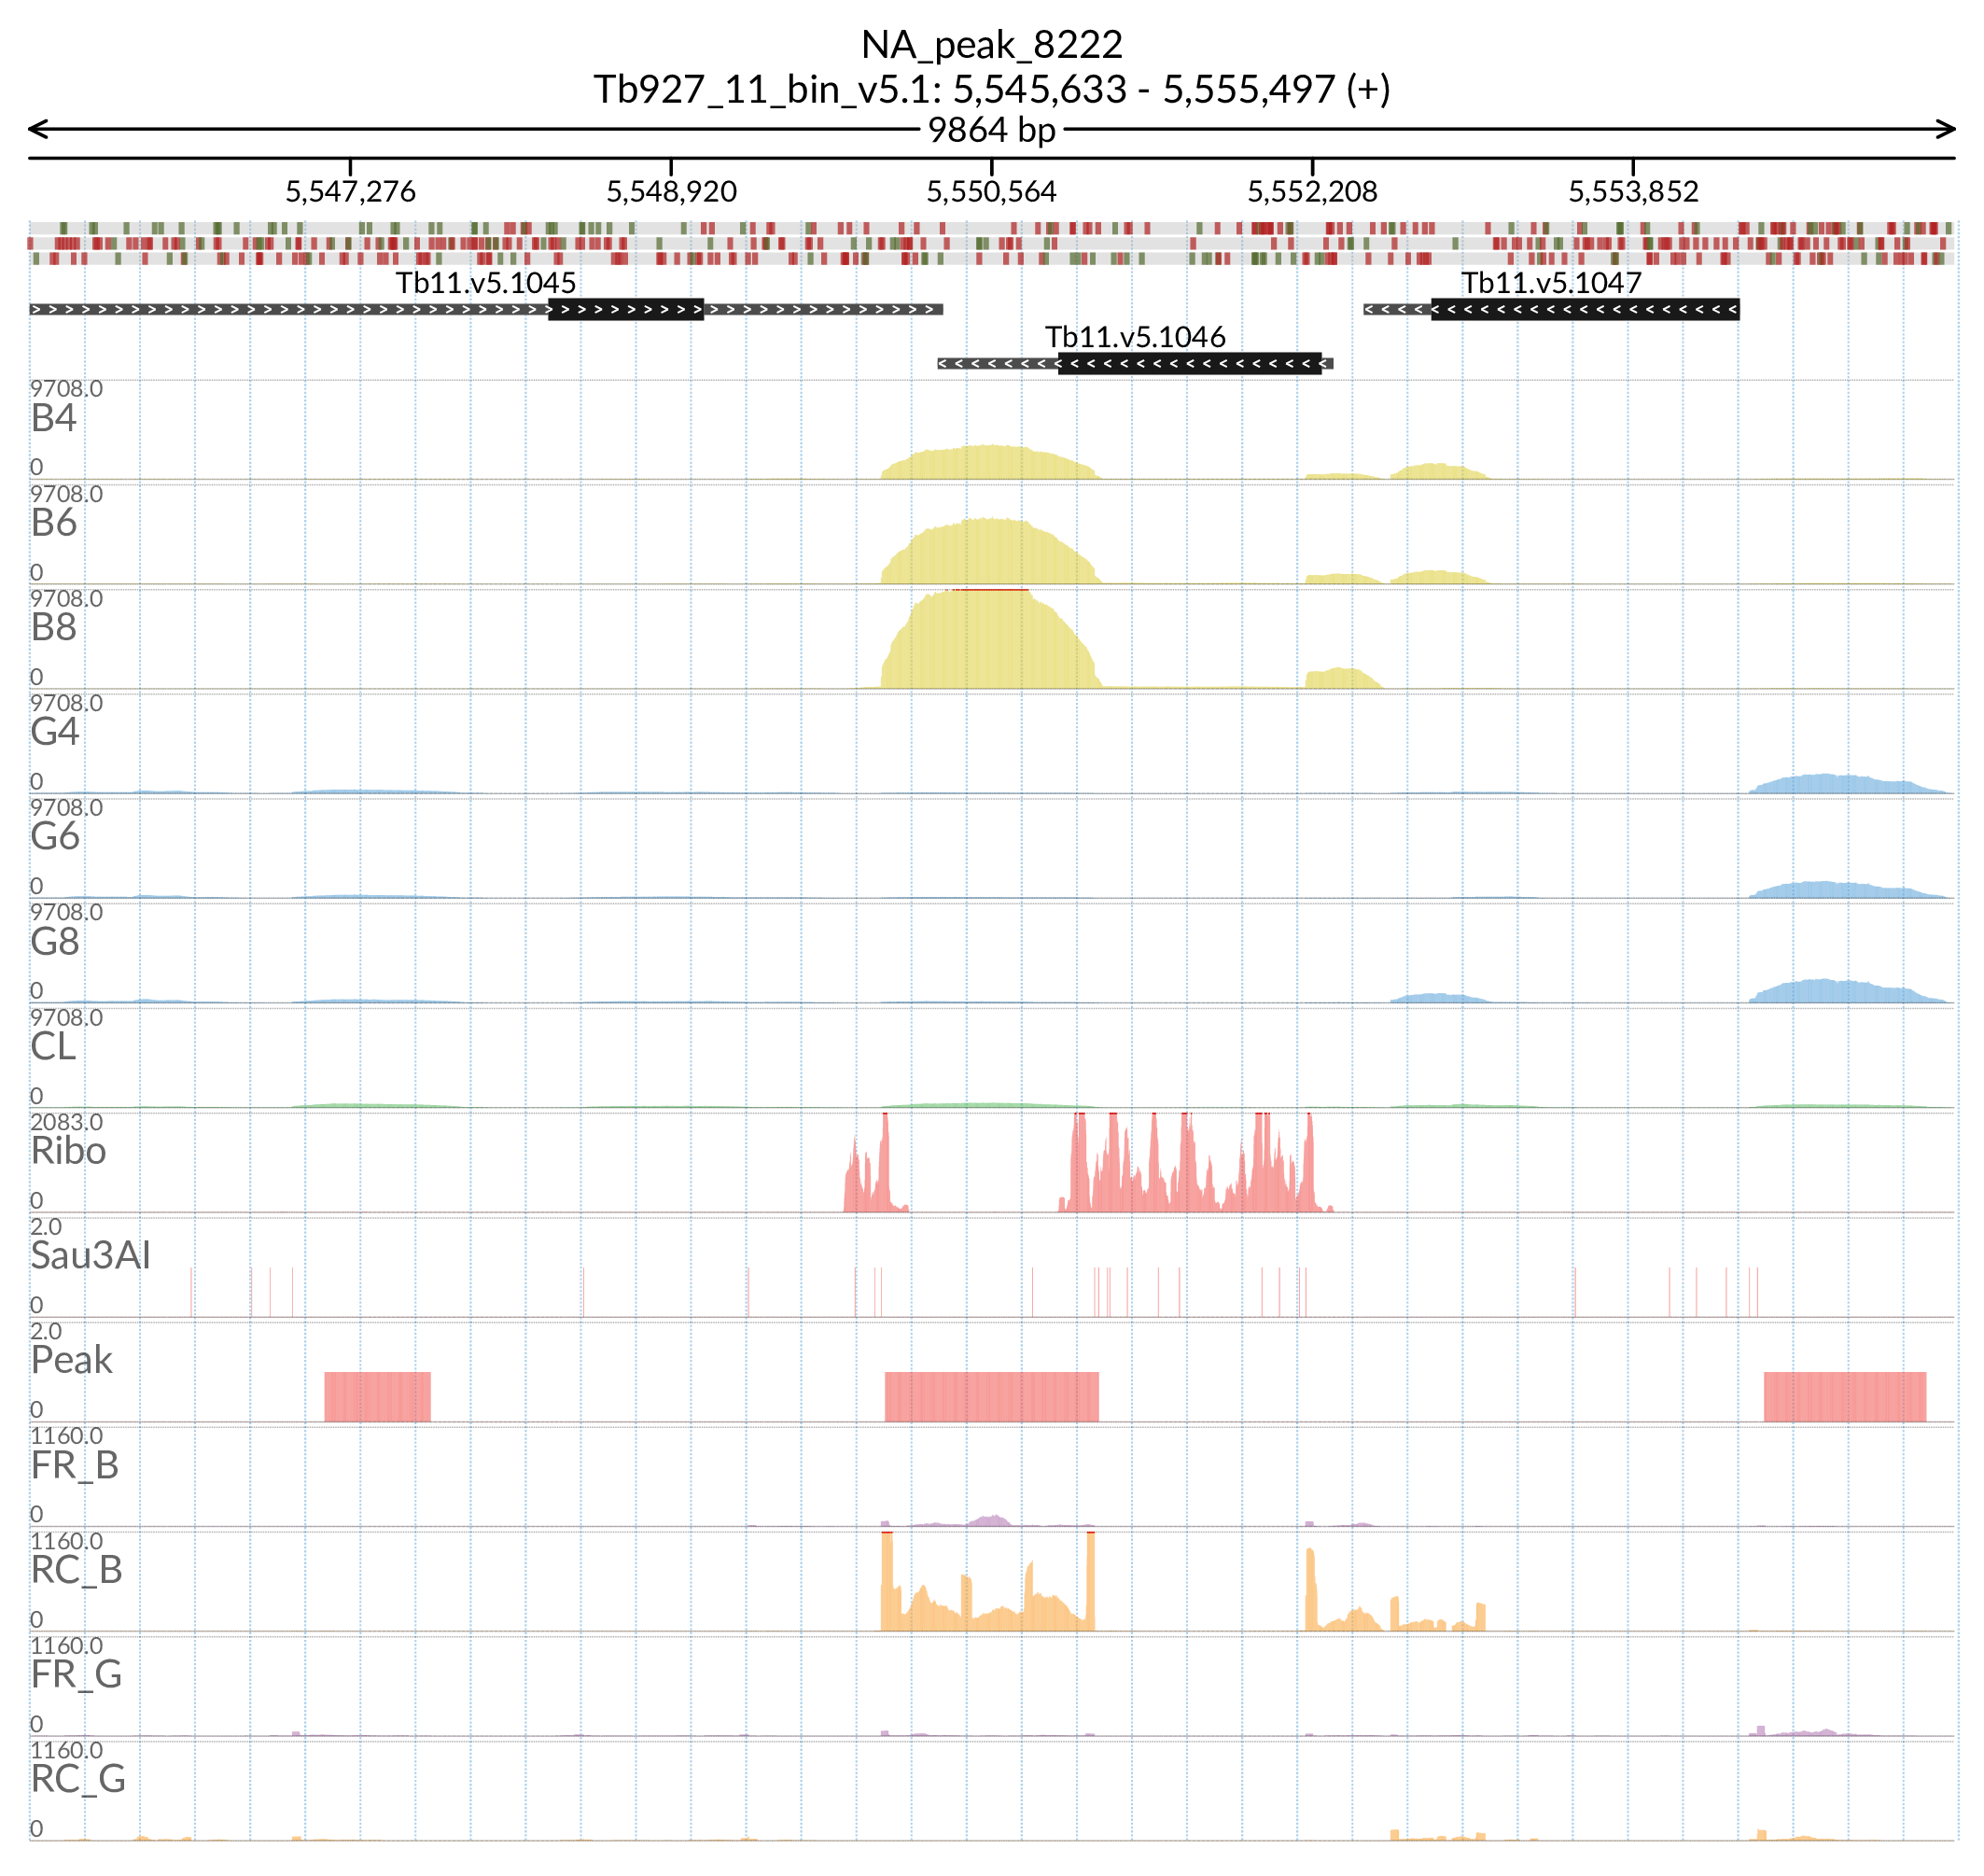 NA_peak_8222
Tb927_11_bin_v5.1: 5,545,633 - 5,555,497 (+)
9864 bp
5,547,276 5,548,920 5,550,564 5,552,208 5,553,852
Tb11.v5.1045 Tb11.v5.1047
Tb11.v5.1046
9708.0
B4
0
9708.0
B6
0
9708.0
B8
0
9708.0
G4
0
9708.0
G6
0
9708.0
G8
0
9708.0
CL
0
2083.0
Ribo
0
2.0
Sau3AI
0
2.0
Peak
0
1160.0
FR_B
0
1160.0
RC_B
0
1160.0
FR_G
0
1160.0
RC_G
0